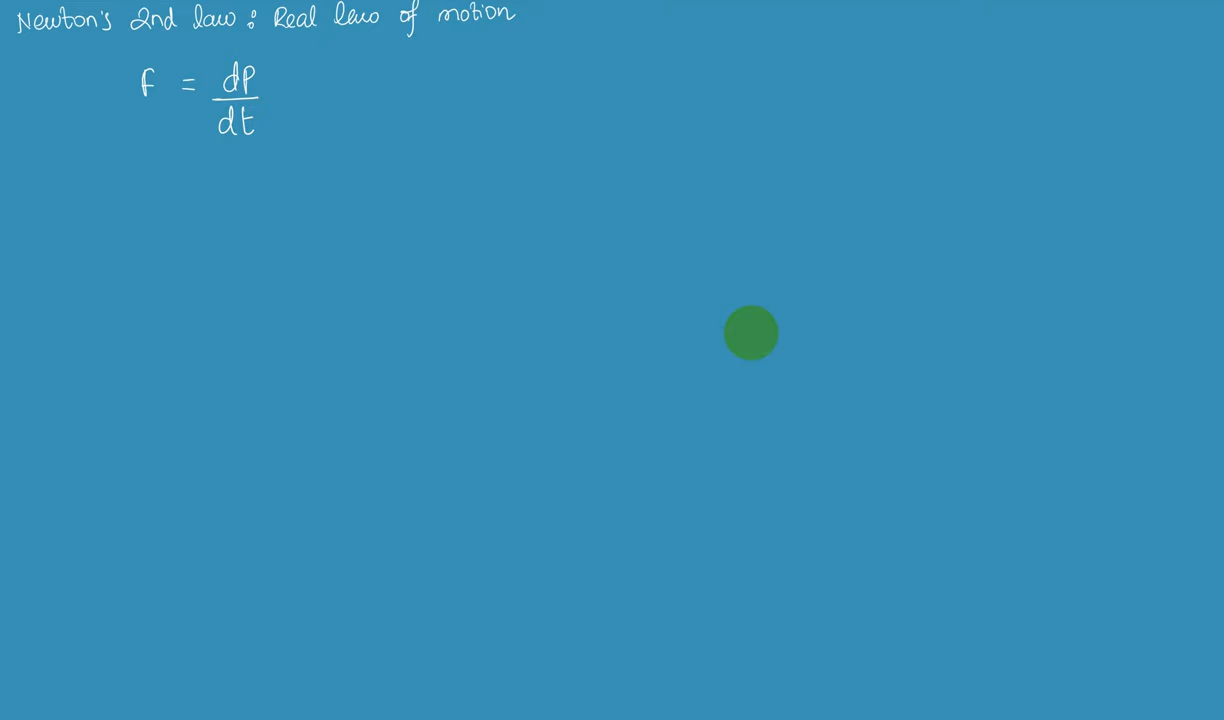 Newton's 2nd law : Real law of motion
F = dP
dt